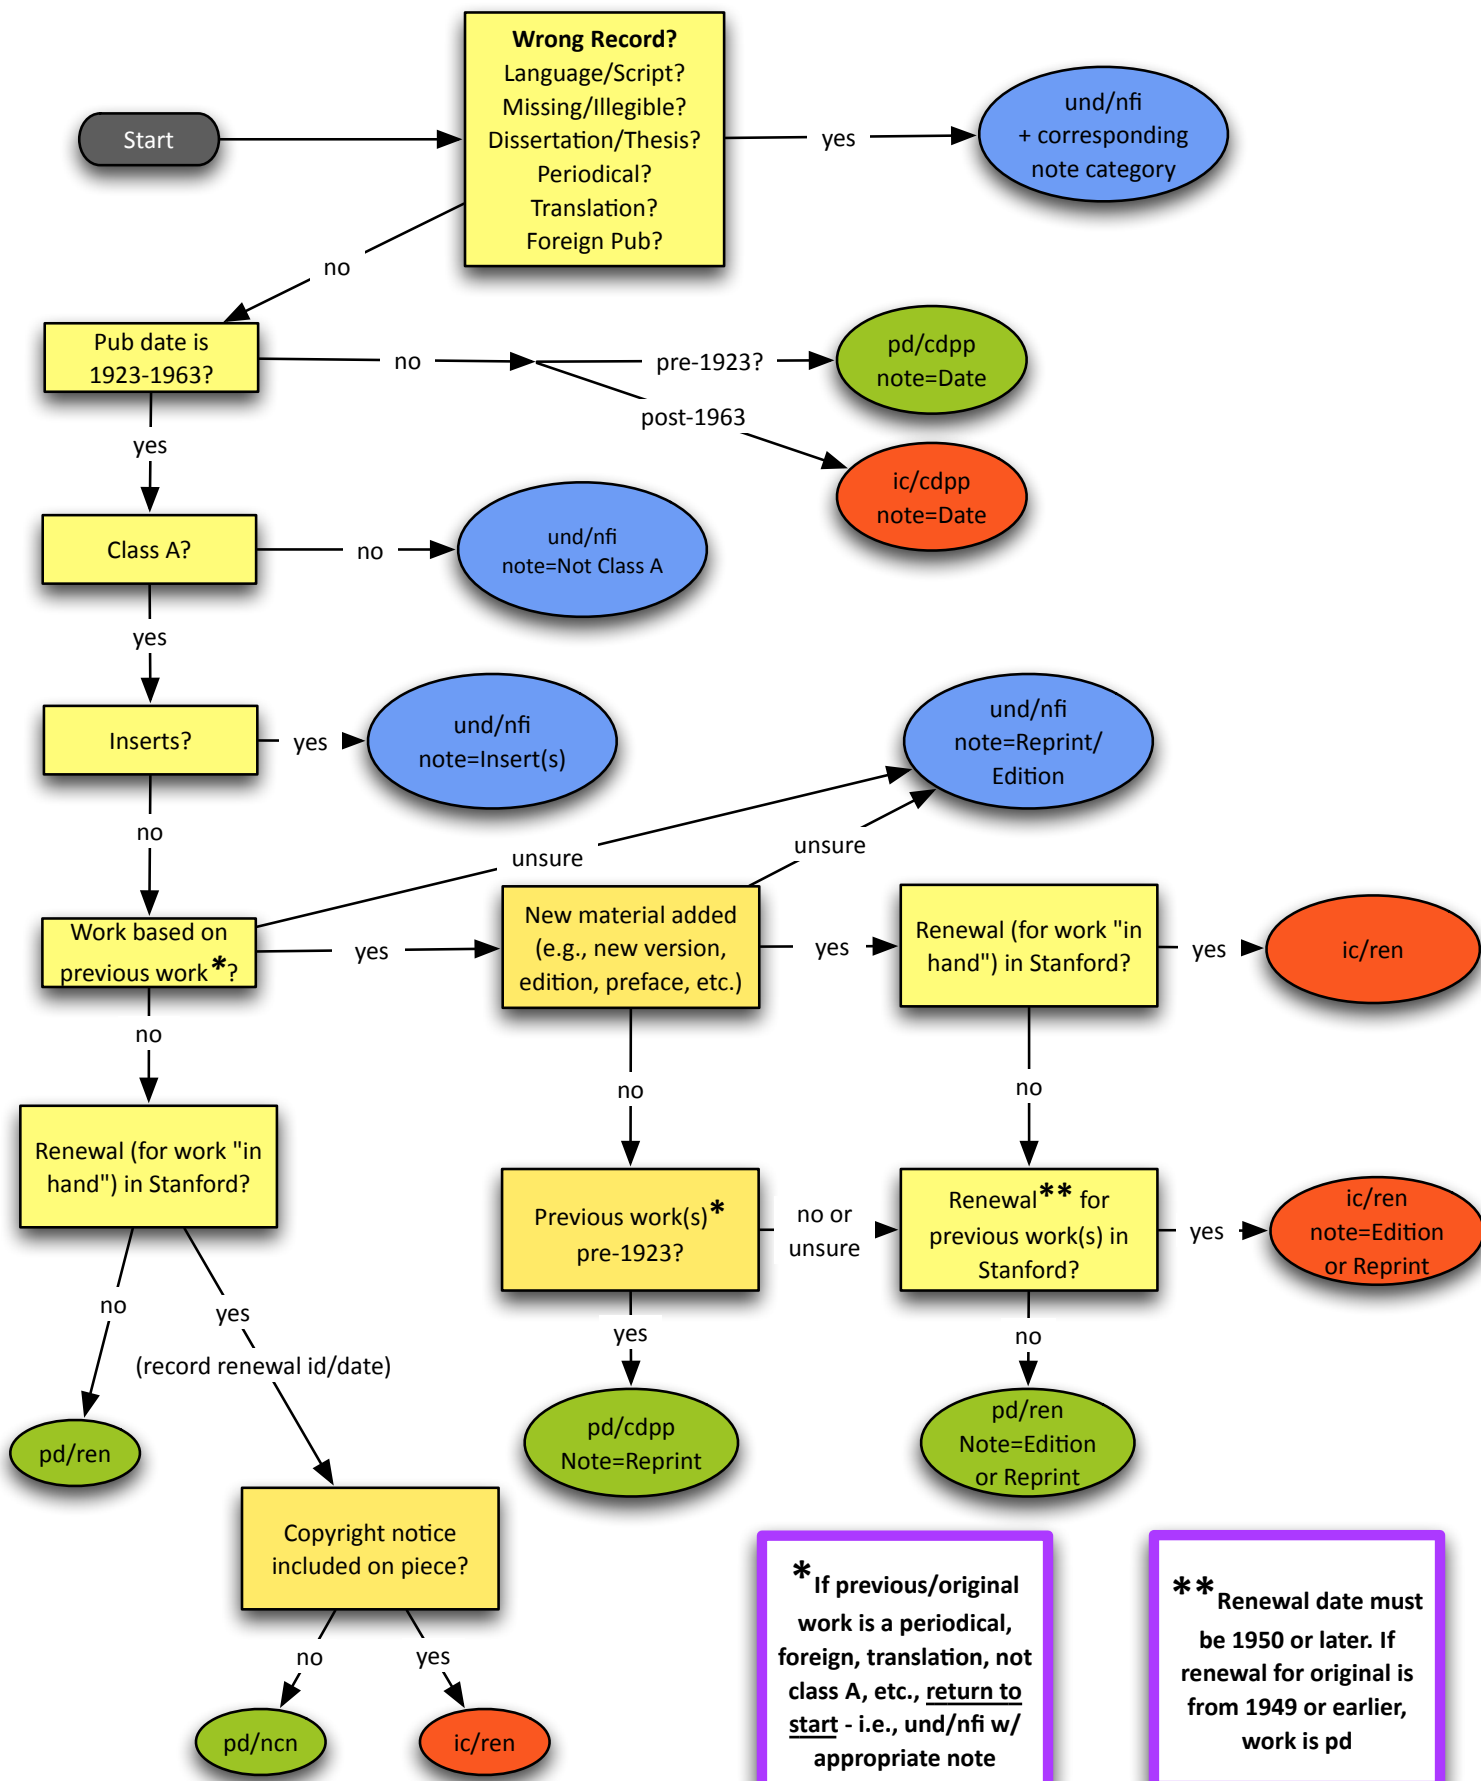 Wrong Record?
Language/Script?
Missing/Illegible?
Dissertation/Thesis?
Periodical?
Translation?
Foreign Pub?
Start
yes
und/nfi
+ corresponding
note category
no
Pub date is
1923-1963?
no
pre-1923?
pd/cdpp
note=Date
post-1963
ic/cdpp
note=Date
yes
Class A?
no
und/nfi
note=Not Class A
yes
Inserts?
yes
und/nfi
note=Insert(s)
und/nfi
note=Reprint/
Edition
no
unsure
unsure
Work based on
previous work*?
yes
New material added
(e.g., new version,
edition, preface, etc.)
yes
Renewal (for work "in
hand") in Stanford?
yes
ic/ren
no
no
no
Renewal (for work "in
hand") in Stanford?
Previous work(s)*
pre-1923?
no or
unsure
Renewal** for
previous work(s) in
Stanford?
yes
ic/ren
note=Edition
or Reprint
no
yes
(record renewal id/date)
yes
no
pd/ren
pd/cdpp
Note=Reprint
pd/ren
Note=Edition
or Reprint
Copyright notice
included on piece?
no
yes
pd/ncn
ic/ren
*If previous/original
work is a periodical,
foreign, translation, not
class A, etc., return to
start - i.e., und/nfi w/
appropriate note
**Renewal date must
be 1950 or later. If
renewal for original is
from 1949 or earlier,
work is pd